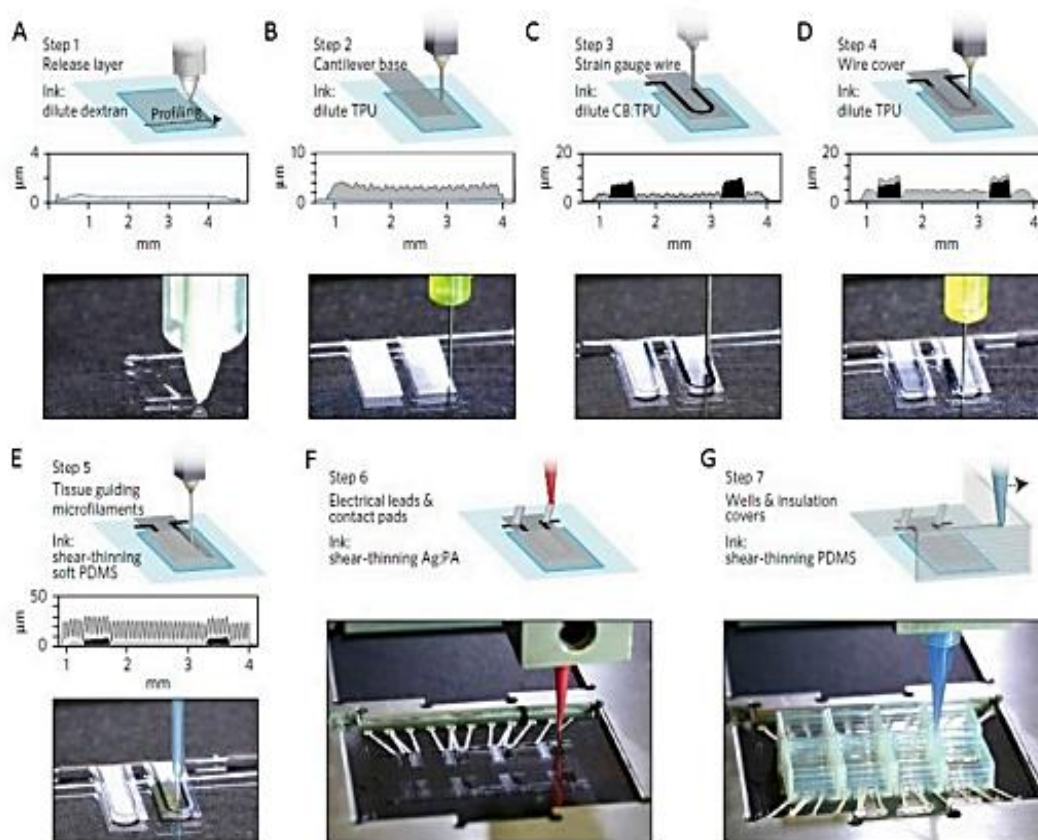 A
Step 1
Release layer
Ink:
dilute dextran
Profiling
4
μm
0
1 2 3 4
mm
B
Step 2
Cantilever base
Ink:
dilute TPU
10
μm
0
1 2 3 4
mm
C
Step 3
Strain gauge wire
Ink:
dilute CB:TPU
20
μm
0
1 2 3 4
mm
D
Step 4
Wire cover
Ink:
dilute TPU
20
μm
0
1 2 3 4
mm
E
Step 5
Tissue guiding
microfilaments
Ink:
shear-thinning
soft PDMS
50
μm
0
1 2 3 4
mm
F
Step 6
Electrical leads &
contact pads
Ink:
shear-thinning Ag:PA
G
Step 7
Wells & insulation
covers
Ink:
shear-thinning PDMS